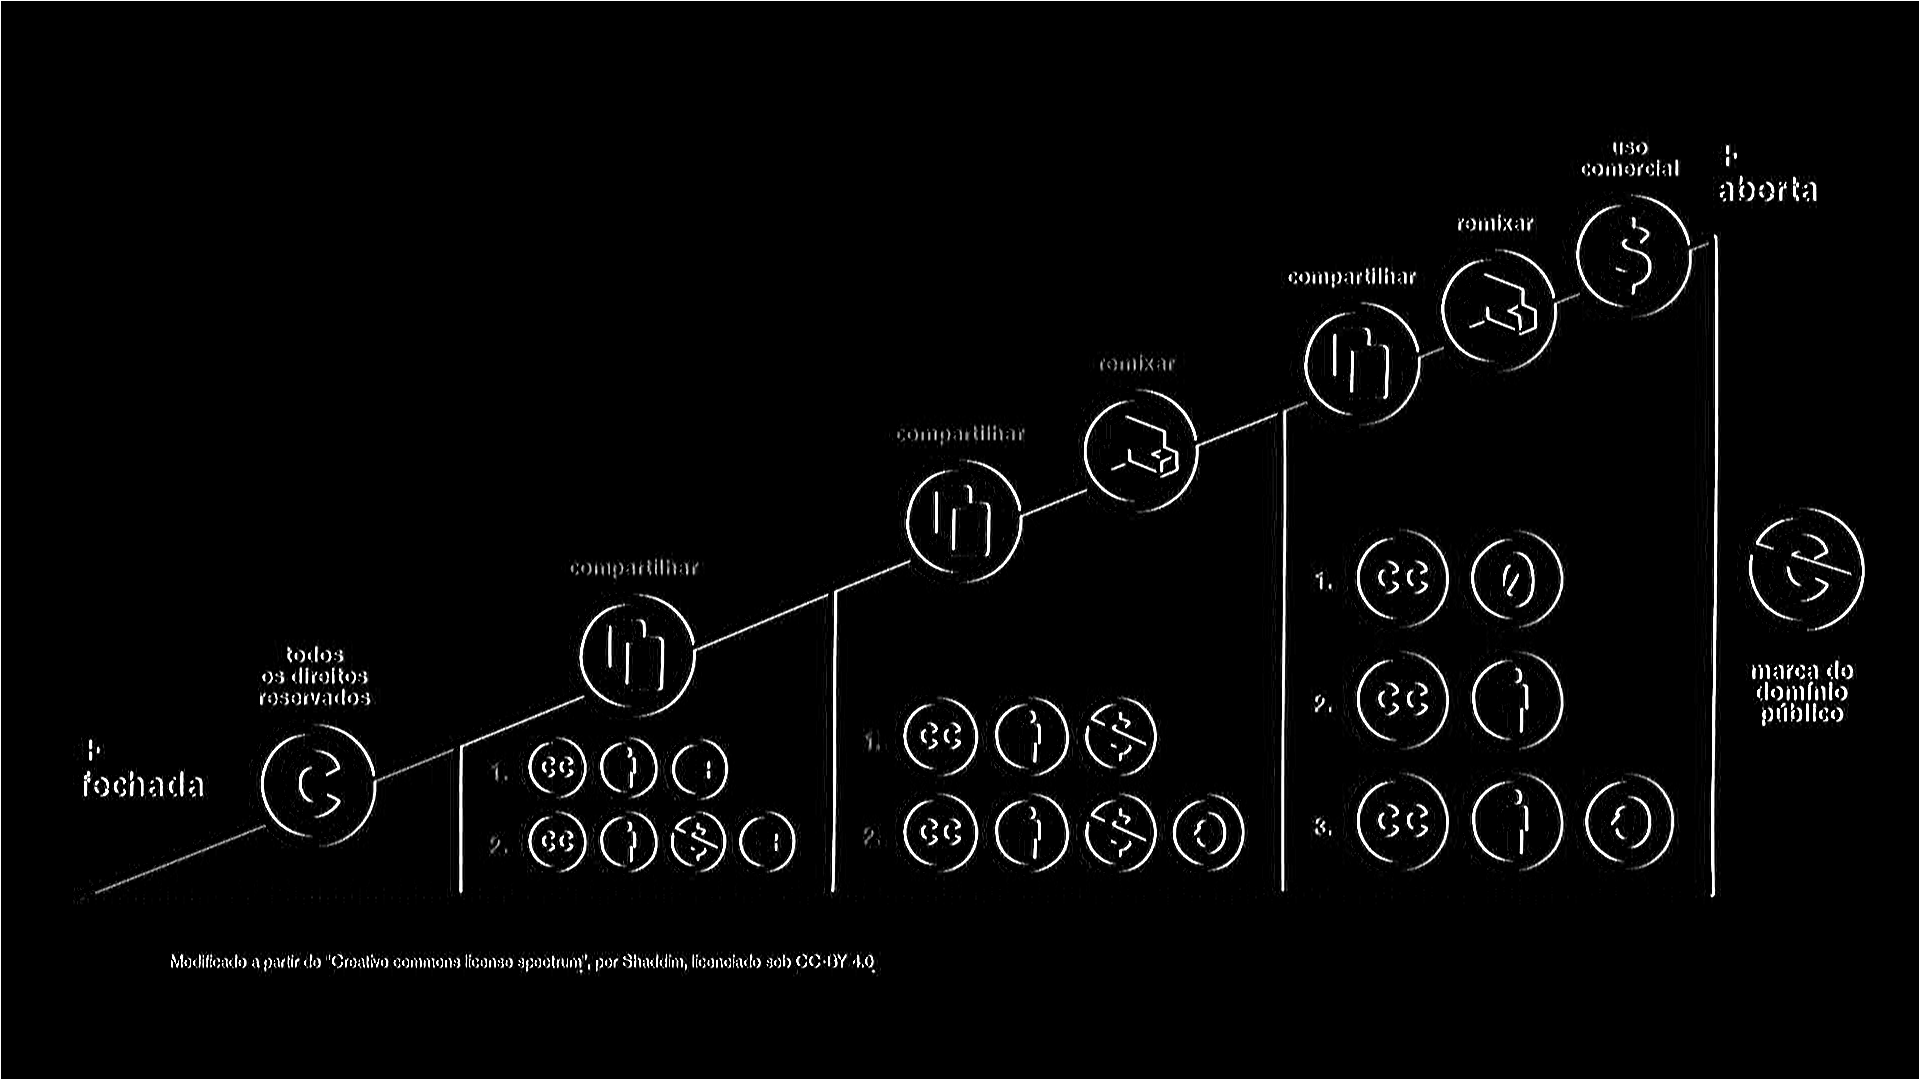 uso
comercial
+
aberta
remixar
compartilhar
remixar
compartilhar
compartilhar
todos
os direitos
reservados
+
fechada
1.
2.
1.
2.
1.
2.
3.
marca de
domínio
público
Modificado a partir de "Creative commons license spectrum", por Shaddim, licenciado sob CC-BY 4.0